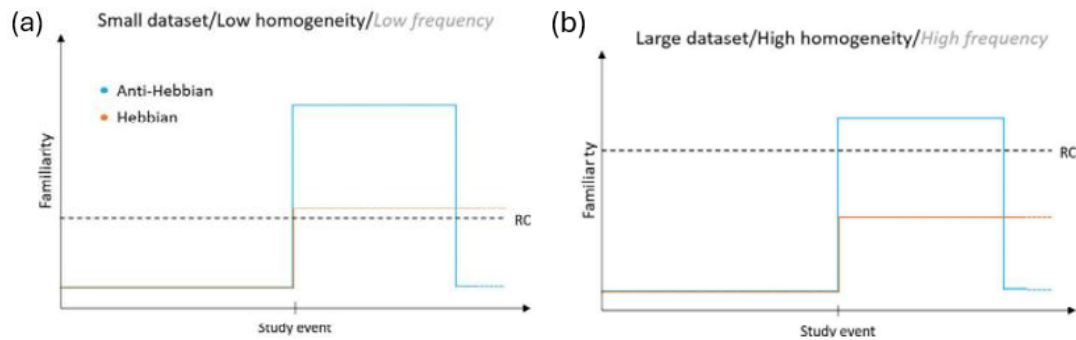 (a)
Small dataset/Low homogeneity/Low frequency
Anti-Hebbian
Hebbian
Familiarity
RC
Study event
(b)
Large dataset/High homogeneity/High frequency
Familiarity
RC
Study event